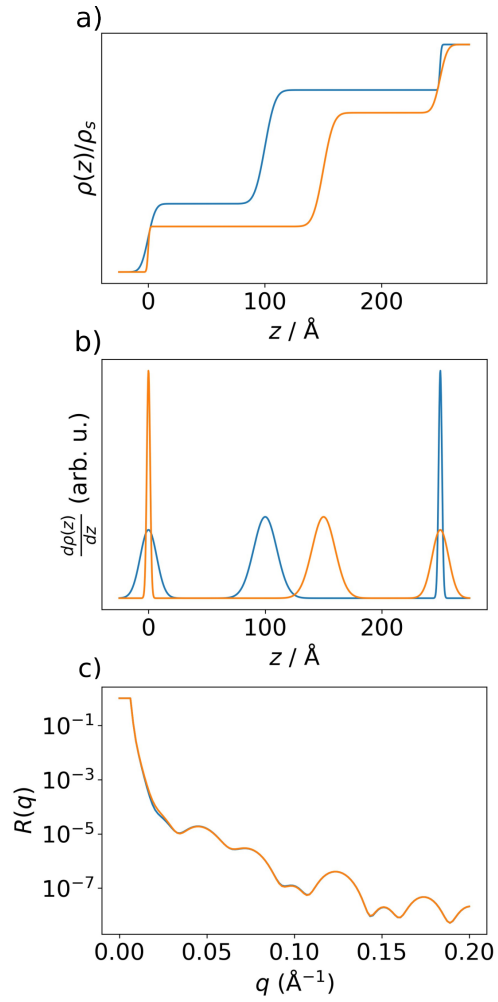 a)
ρ(z)/ρₛ
0 100 200
z / Å
b)
dρ(z)/dz (arb. u.)
0 100 200
z / Å
c)
10⁻¹
10⁻³
R(q)
10⁻⁵
10⁻⁷
0.00 0.05 0.10 0.15 0.20
q (Å⁻¹)